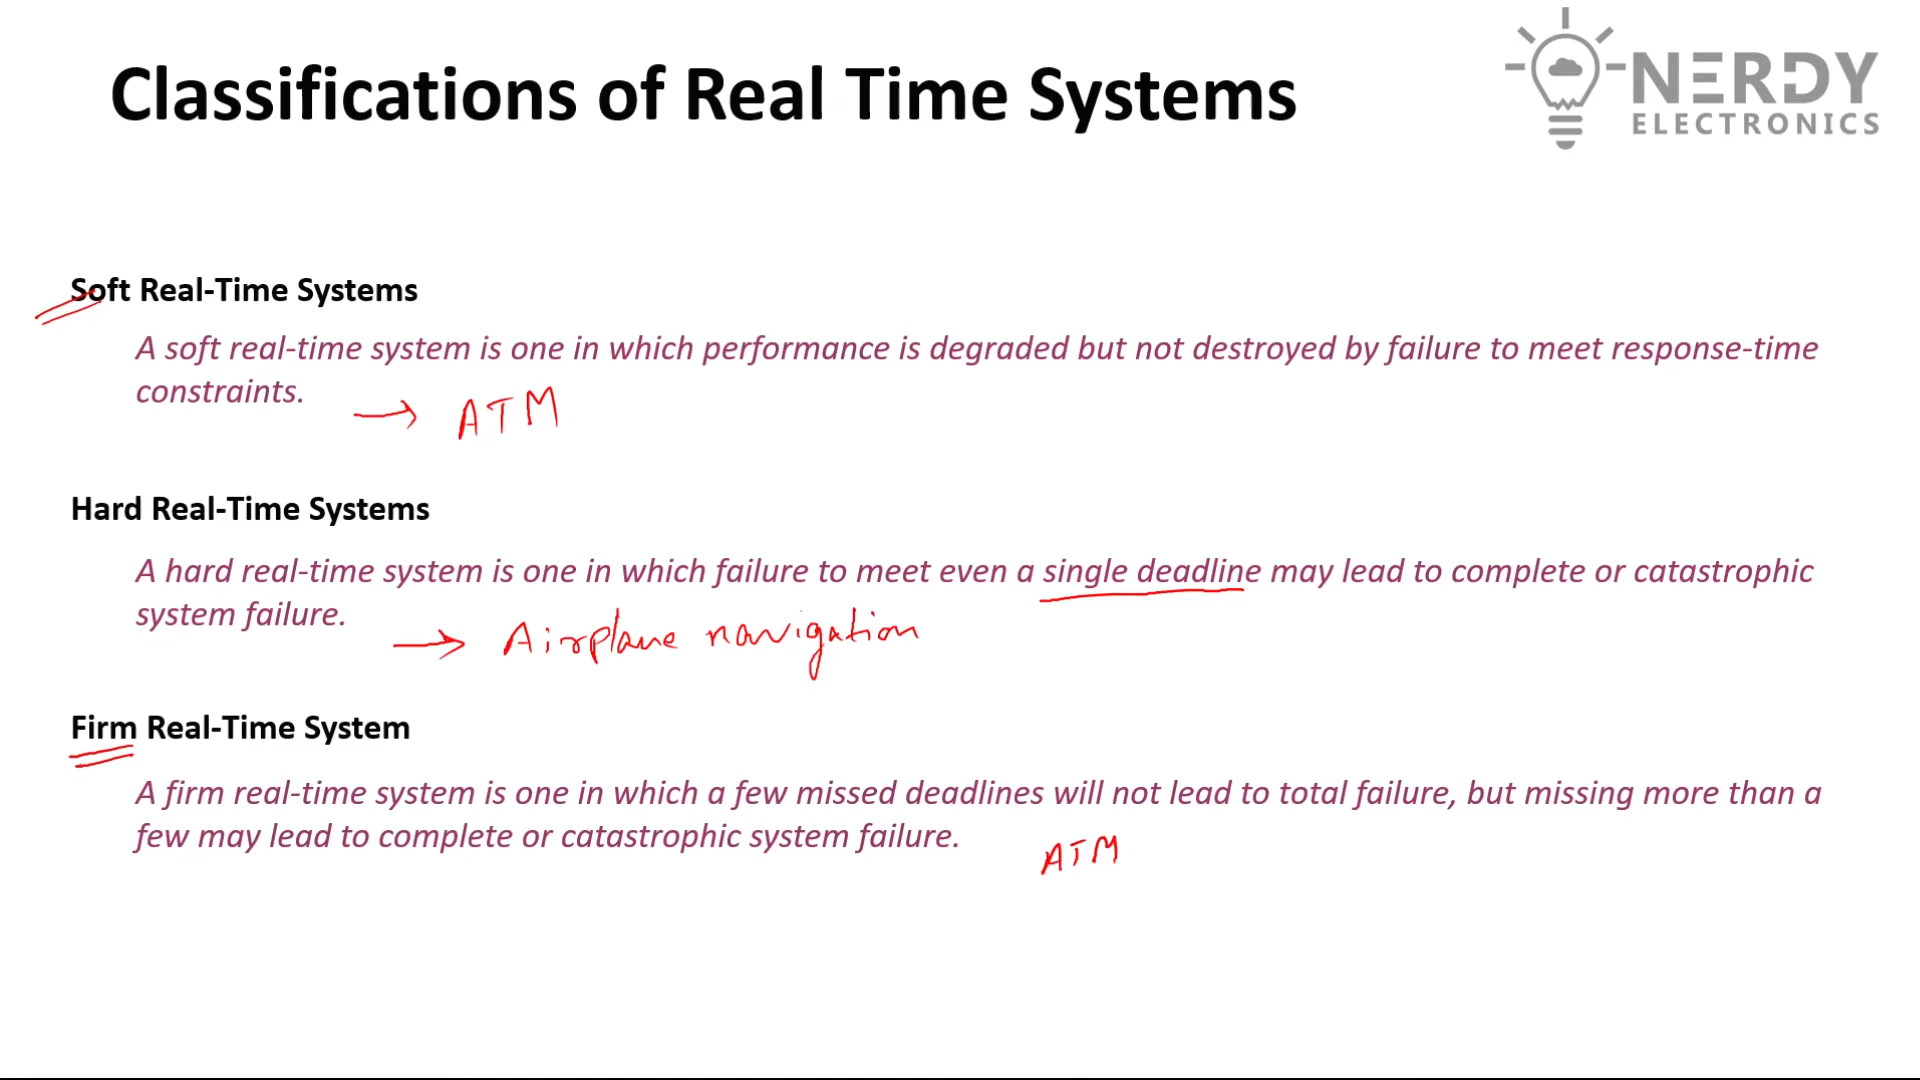 Classifications of Real Time Systems
NERDY
ELECTRONICS
Soft Real-Time Systems
A soft real-time system is one in which performance is degraded but not destroyed by failure to meet response-time
constraints.
→ ATM
Hard Real-Time Systems
A hard real-time system is one in which failure to meet even a single deadline may lead to complete or catastrophic
system failure.
→ Airplane navigation
Firm Real-Time System
A firm real-time system is one in which a few missed deadlines will not lead to total failure, but missing more than a
few may lead to complete or catastrophic system failure.
ATM